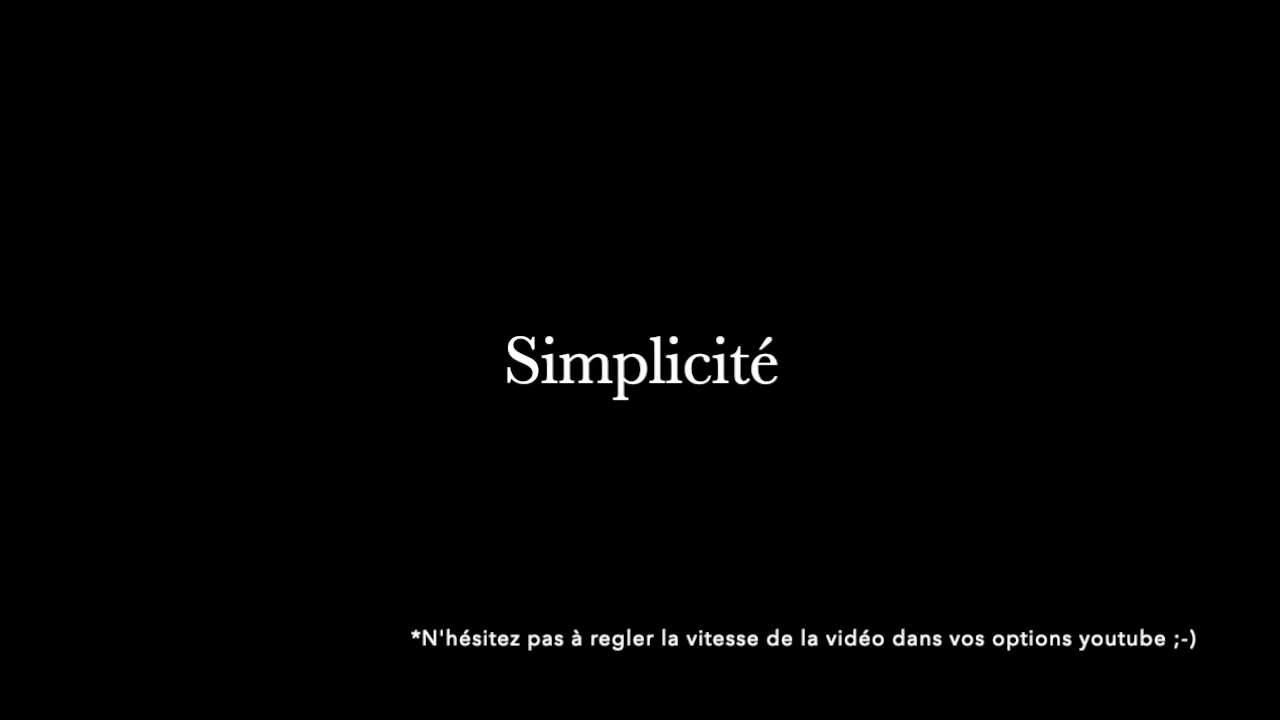 Simplicité
*N'hésitez pas à regler la vitesse de la vidéo dans vos options youtube ;-)